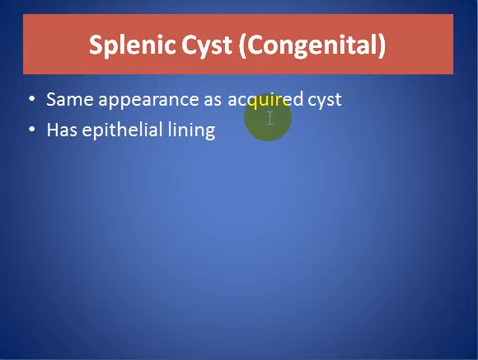 Splenic Cyst (Congenital)
• Same appearance as acquired cyst
• Has epithelial lining